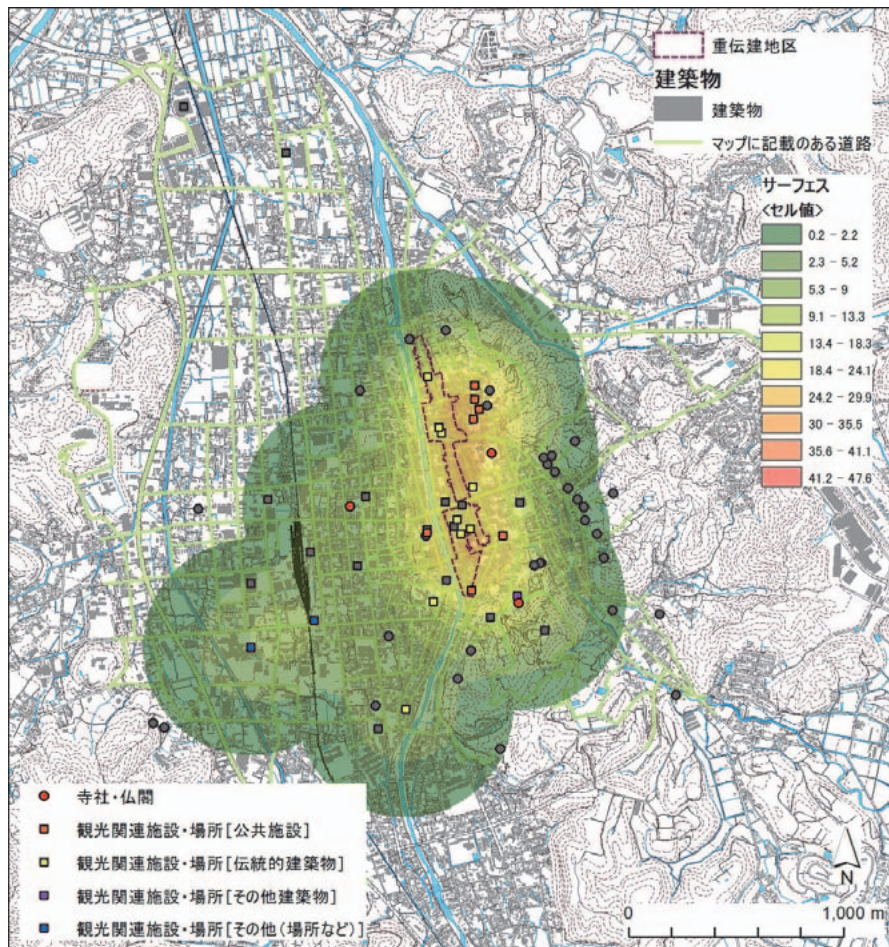 重伝建地区
建築物
建築物
マップに記載のある道路
サーフェス
<セル値>
0.2 - 2.2
2.3 - 5.2
5.3 - 9
9.1 - 13.3
13.4 - 18.3
18.4 - 24.1
24.2 - 29.9
30 - 35.5
35.6 - 41.1
41.2 - 47.6
寺社・仏閣
観光関連施設・場所[公共施設]
観光関連施設・場所[伝統的建築物]
観光関連施設・場所[その他建築物]
観光関連施設・場所[その他(場所など)]
N
0 1,000 m